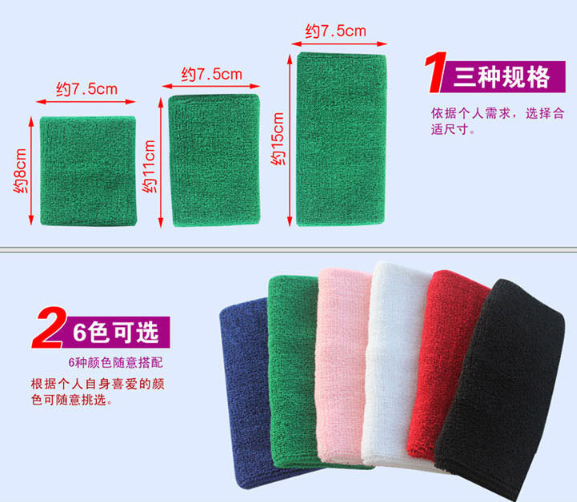 约7.5cm
约7.5cm
约7.5cm
约8cm
约11cm
约15cm
1 三种规格
依据个人需求，选择合
适尺寸。
2 6色可选
6种颜色随意搭配
根据个人自身喜爱的颜
色可随意挑选。